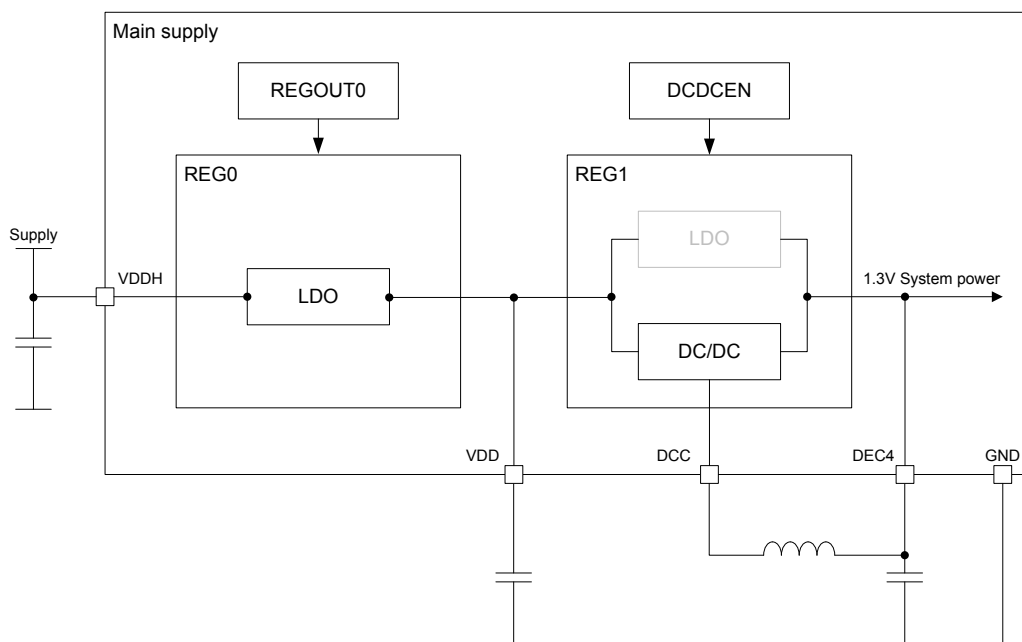 Main supply
REGOUT0
DCDCEN
REG0
REG1
LDO
Supply
VDDH
LDO
1.3V System power
DC/DC
VDD
DCC
DEC4
GND